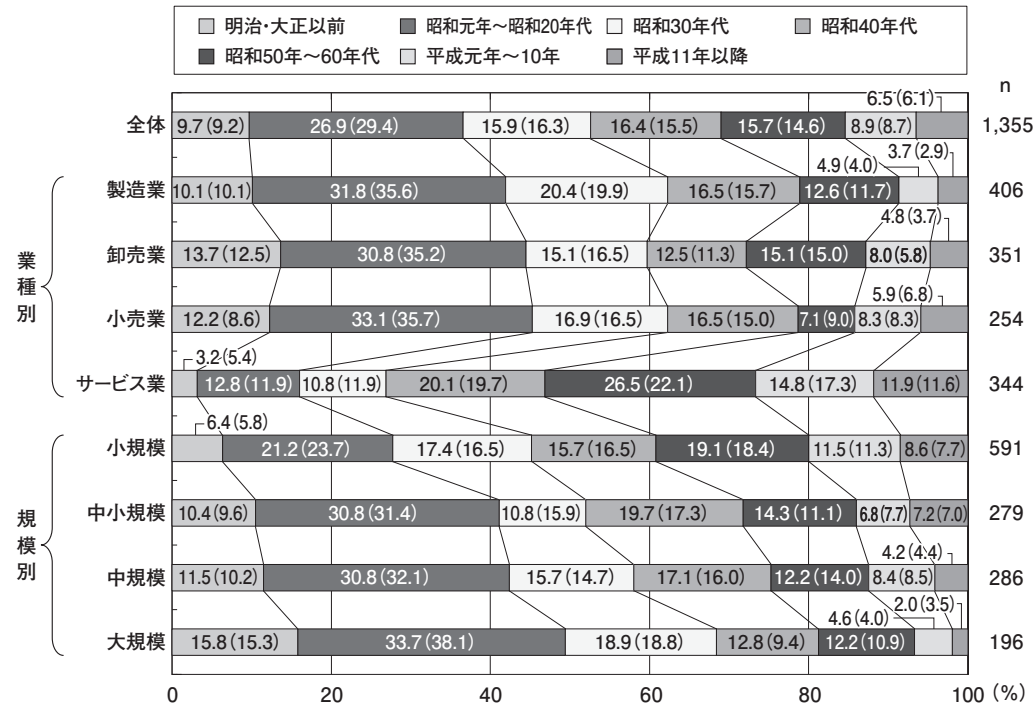 明治・大正以前 昭和元年～昭和20年代 昭和30年代 昭和40年代
昭和50年～60年代 平成元年～10年 平成11年以降
n
6.5(6.1)
全体 9.7(9.2) 26.9(29.4) 15.9(16.3) 16.4(15.5) 15.7(14.6) 8.9(8.7) 1,355
4.9(4.0) 3.7(2.9)
製造業 10.1(10.1) 31.8(35.6) 20.4(19.9) 16.5(15.7) 12.6(11.7) 406
4.8(3.7)
卸売業 13.7(12.5) 30.8(35.2) 15.1(16.5) 12.5(11.3) 15.1(15.0) 8.0(5.8) 351
業種別
5.9(6.8)
小売業 12.2(8.6) 33.1(35.7) 16.9(16.5) 16.5(15.0) 7.1(9.0) 8.3(8.3) 254
3.2(5.4)
サービス業 12.8(11.9) 10.8(11.9) 20.1(19.7) 26.5(22.1) 14.8(17.3) 11.9(11.6) 344
6.4(5.8)
小規模 21.2(23.7) 17.4(16.5) 15.7(16.5) 19.1(18.4) 11.5(11.3) 8.6(7.7) 591
中小規模 10.4(9.6) 30.8(31.4) 10.8(15.9) 19.7(17.3) 14.3(11.1) 6.8(7.7) 7.2(7.0) 279
規模別
4.2(4.4)
中規模 11.5(10.2) 30.8(32.1) 15.7(14.7) 17.1(16.0) 12.2(14.0) 8.4(8.5) 286
4.6(4.0) 2.0(3.5)
大規模 15.8(15.3) 33.7(38.1) 18.9(18.8) 12.8(9.4) 12.2(10.9) 196
0 20 40 60 80 100 (%)